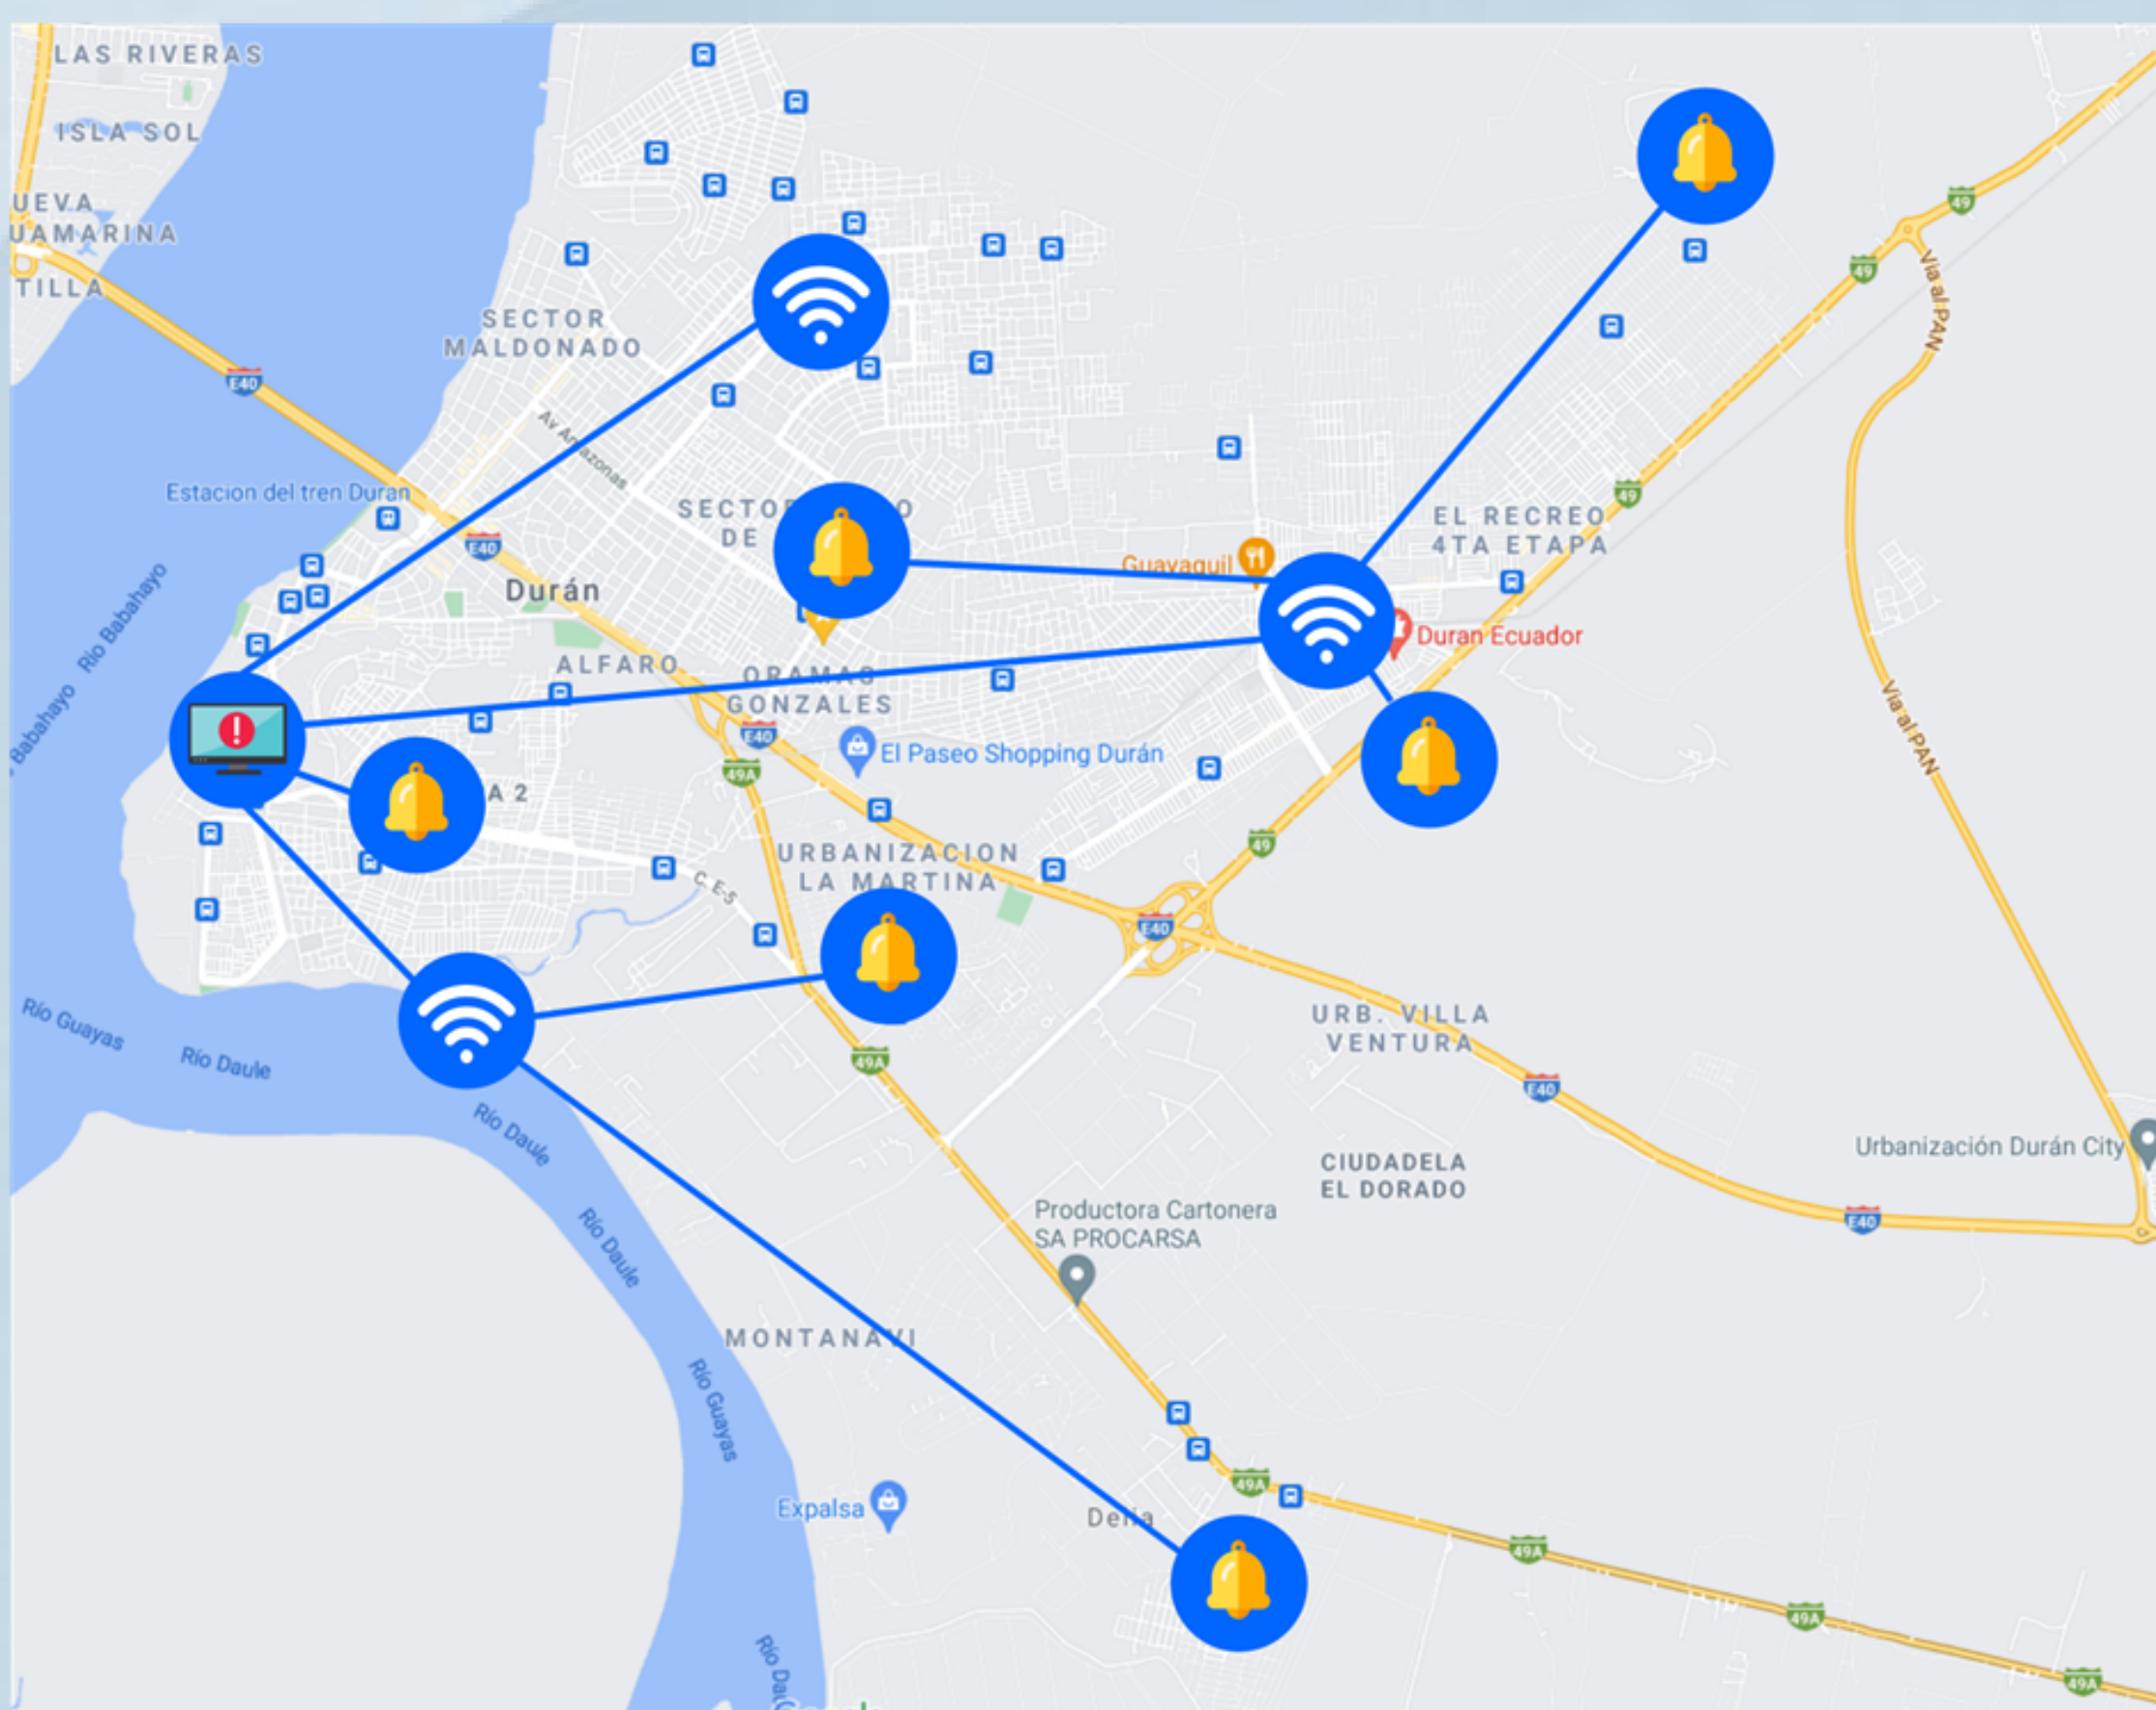 LAS RIVERAS
ISLA SOL
UEVA
UAMARINA
TILLA
SECTOR
MALDONADO
E40
Av Amazonas
Estacion del tren Duran
E40
Durán
Río Babahayo
Babahayo
SECTO O
DE
Guayaquil
EL RECREO
4TA ETAPA
49
49
49
Vía al PAN
Vía al PAN
Duran Ecuador
ALFARO
ORAMAS
GONZALES
E40
49A
El Paseo Shopping Durán
A 2
C. E-5
URBANIZACION
LA MARTINA
49
E40
Río Guayas
Río Daule
Río Daule
49A
URB. VILLA
VENTURA
E40
CIUDADELA
EL DORADO
Urbanización Durán City
E40
Productora Cartonera
SA PROCARSA
Río Daule
MONTANAVI
Río Guayas
Expalsa
Delia
49A
49A
49A
49A